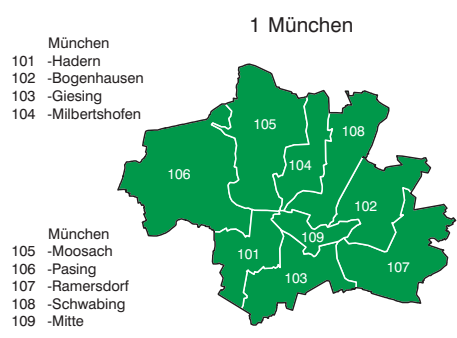 1 München
München
101 -Hadern
102 -Bogenhausen
103 -Giesing
104 -Milbertshofen
105
108
104
106
102
109
101
107
103
München
105 -Moosach
106 -Pasing
107 -Ramersdorf
108 -Schwabing
109 -Mitte